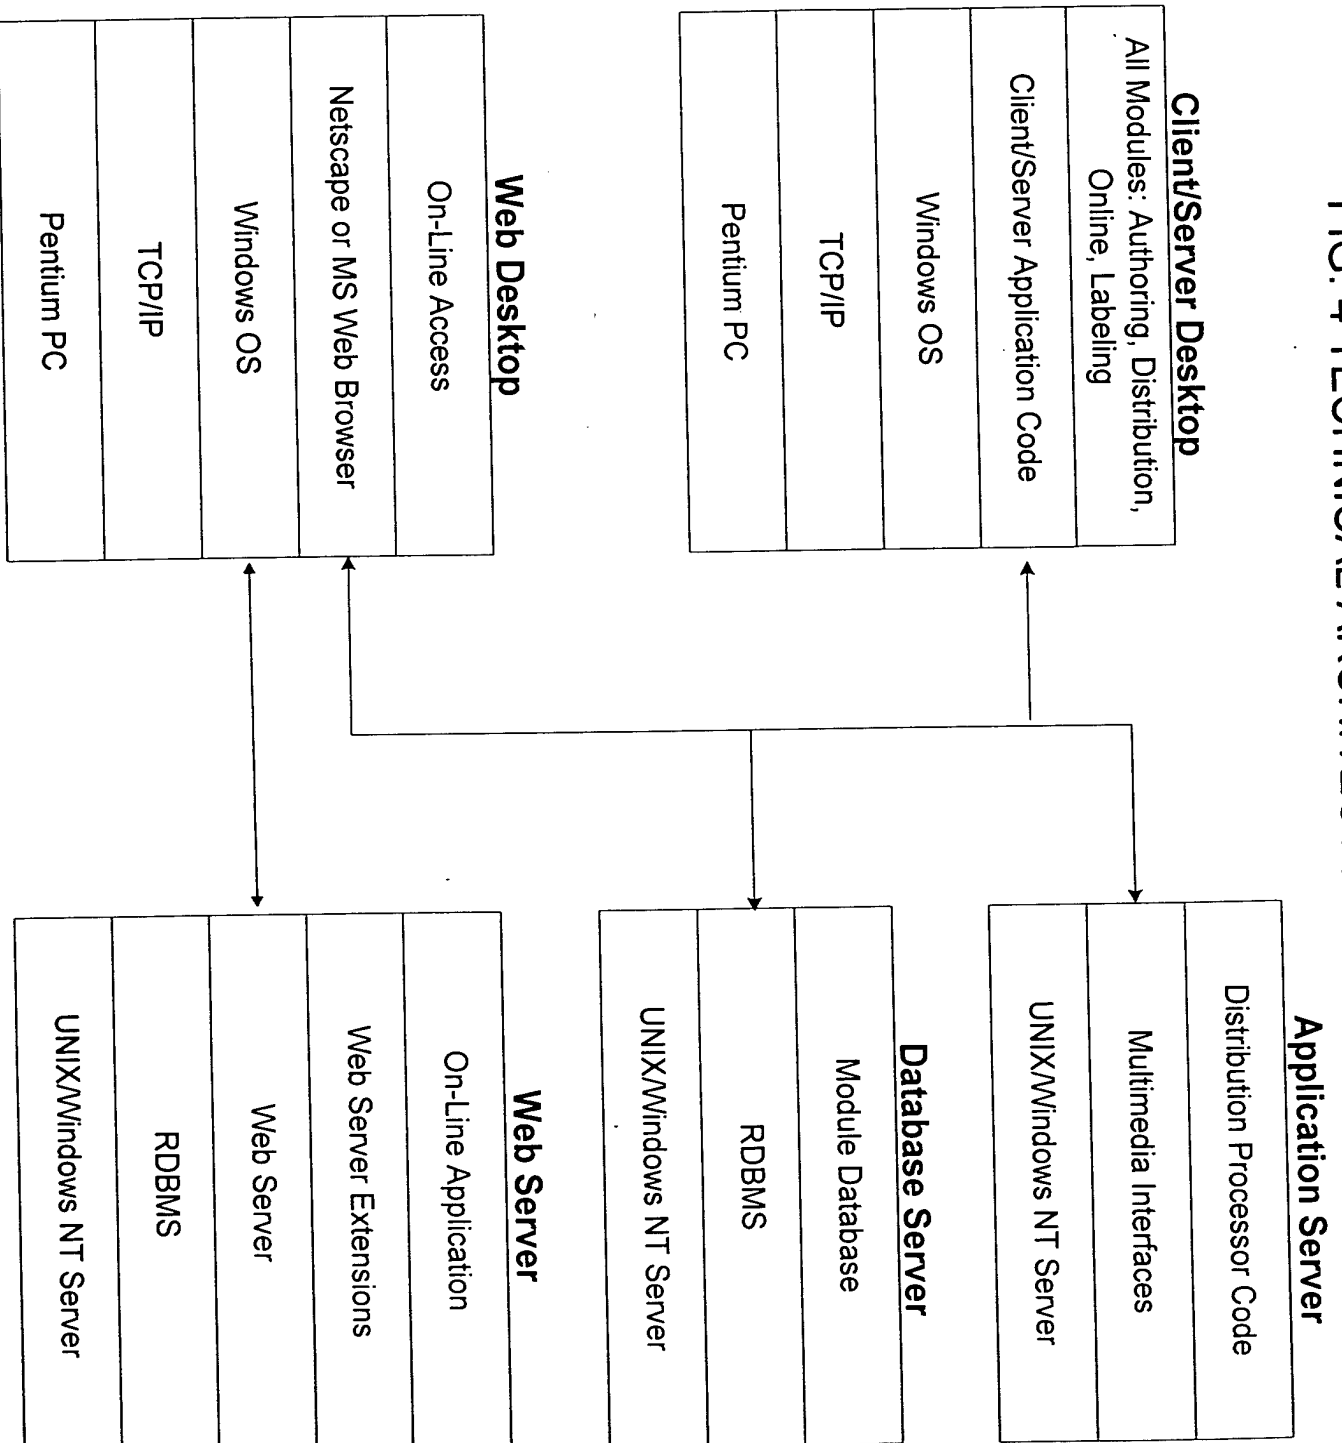 FIG. 4 TECHNICAL
Client/Server Desktop
All Modules: Authoring, Distribution,
Online, Labeling
Client/Server Application Code
Windows OS
TCP/IP
Pentium PC
Web Desktop
On-Line Access
Netscape or MS Web Browser
Windows OS
TCP/IP
Pentium PC
Application Server
Distribution Processor Code
Multimedia Interfaces
UNIX/Windows NT Server
Database Server
Module Database
RDBMS
UNIX/Windows NT Server
Web Server
On-Line Application
Web Server Extensions
Web Server
RDBMS
UNIX/Windows NT Server